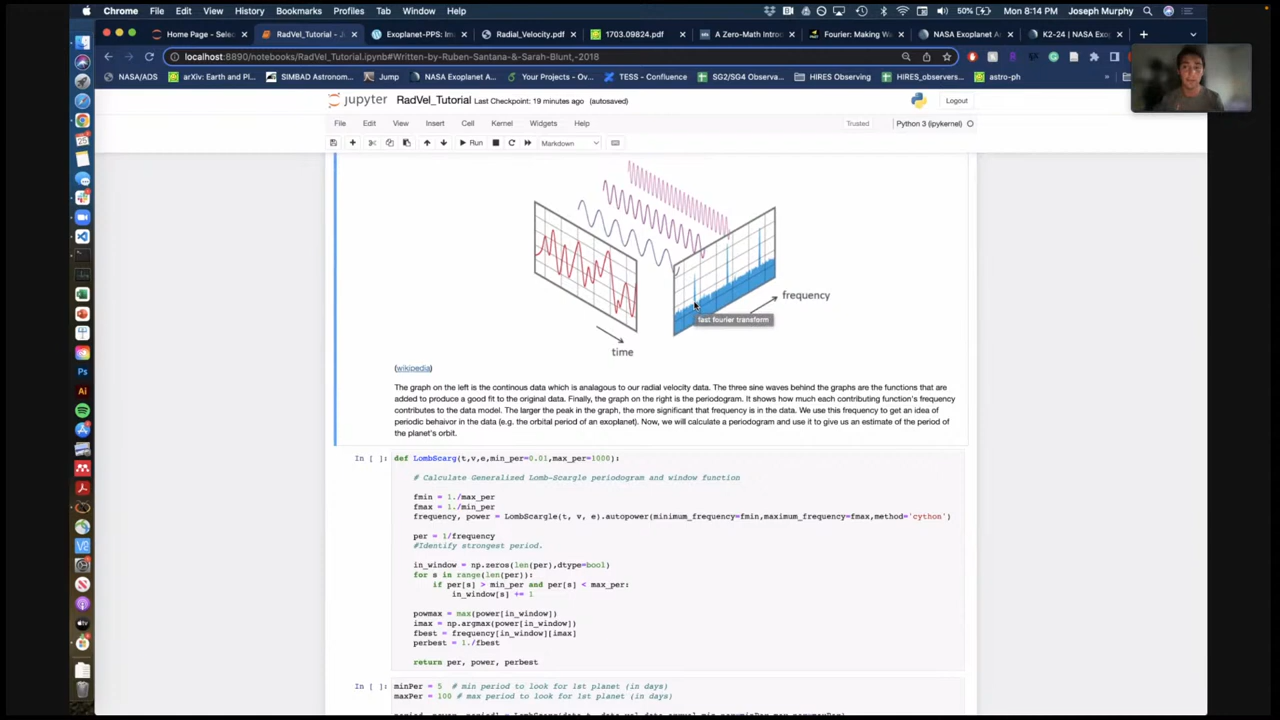 Chrome File Edit View History Bookmarks Profiles Tab Window Help 50% Mon 8:14 PM Joseph Murphy
Home Page - Select RadVel_Tutorial - J Exoplanet-PPS: Im Radial_Velocity.pdf 1703.09824.pdf A Zero-Math Intro Fourier: Making W NASA Exoplanet A K2-24 | NASA Exo
localhost:8890/notebooks/RadVel_Tutorial.ipynb#Written-by-Ruben-Santana-&-Sarah-Blunt,-2018
NASA/ADS arXiv: Earth and Pl... SIMBAD Astronom... Jump NASA Exoplanet A... Your Projects - Ov... TESS - Confluence SG2/SG4 Observa... HIRES Observing HIRES_observers... astro-ph »
jupyter RadVel_Tutorial Last Checkpoint: 19 minutes ago (autosaved) Logout
File Edit View Insert Cell Kernel Widgets Help Trusted Python 3 (ipykernel)
Run Markdown
frequency
fast fourier transform
time
(wikipedia)
The graph on the left is the continous data which is analagous to our radial velocity data. The three sine waves behind the graphs are the functions that are
added to produce a good fit to the original data. Finally, the graph on the right is the periodogram. It shows how much each contributing function's frequency
contributes to the data model. The larger the peak in the graph, the more significant that frequency is in the data. We use this frequency to get an idea of
periodic behaivor in the data (e.g. the orbital period of an exoplanet). Now, we will calculate a periodogram and use it to give us an estimate of the period of
the planet's orbit.
In [ ]: def LombScarg(t,v,e,min_per=0.01,max_per=1000):
# Calculate Generalized Lomb-Scargle periodogram and window function
fmin = 1./max_per
fmax = 1./min_per
frequency, power = LombScargle(t, v, e).autopower(minimum_frequency=fmin,maximum_frequency=fmax,method='cython')
per = 1/frequency
#Identify strongest period.
in_window = np.zeros(len(per),dtype=bool)
for s in range(len(per)):
if per[s] > min_per and per[s] < max_per:
in_window[s] += 1
powmax = max(power[in_window])
imax = np.argmax(power[in_window])
fbest = frequency[in_window][imax]
perbest = 1./fbest
return per, power, perbest
In [ ]: minPer = 5 # min period to look for 1st planet (in days)
maxPer = 100 # max period to look for 1st planet (in days)